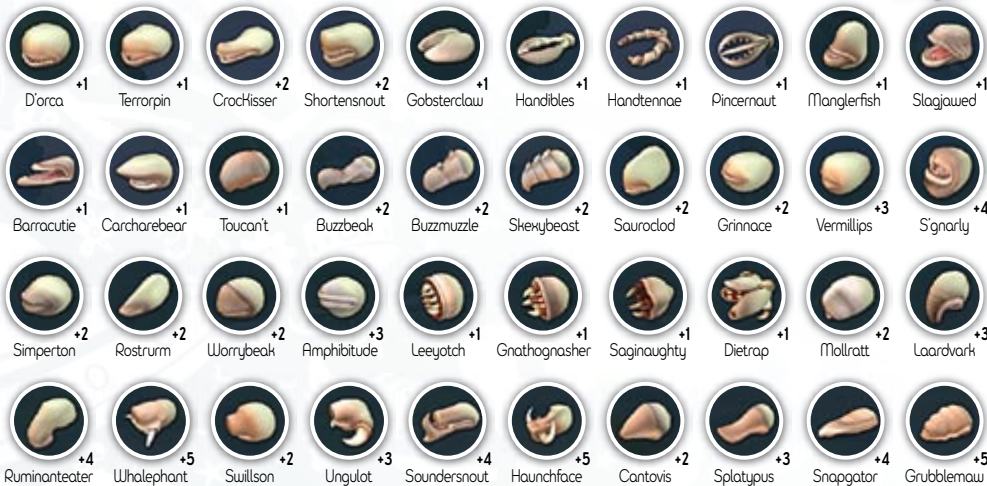 +1 +1 +2 +2 +1 +1 +1 +1 +1 +1
D'orca Terrorpin Crockisser Shortensnout Gobsterclaw Handibles Handtennae Pincernaut Manglerfish Slagjawed
+1 +1 +1 +2 +2 +2 +2 +2 +3 +4
Barracutie Carcharebear Toucan't Buzzbeak Buzzmuzzle Skexybeast Sauroclod Grinnace Vermillips S'gnarly
+2 +2 +2 +3 +1 +1 +1 +1 +2 +3
Simperton Rostrurm Worrybeak Amphibitude Leeyotch Gnathognasher Saginaughty Dietrap Mollratt Laardvark
+4 +5 +2 +3 +4 +5 +2 +3 +4 +5
Ruminanteater Whalephant Swillson Ungulot Soundersnout Haunchface Cantovis Splatypus Snapgator Grubblemaw